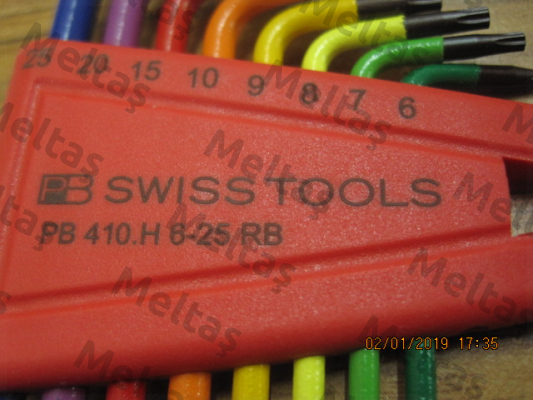 25 20 15 10 9 8 7 6
PB SWISS TOOLS
PB 410.H 6-25 RB
02/01/2019 17:35
Meltaş